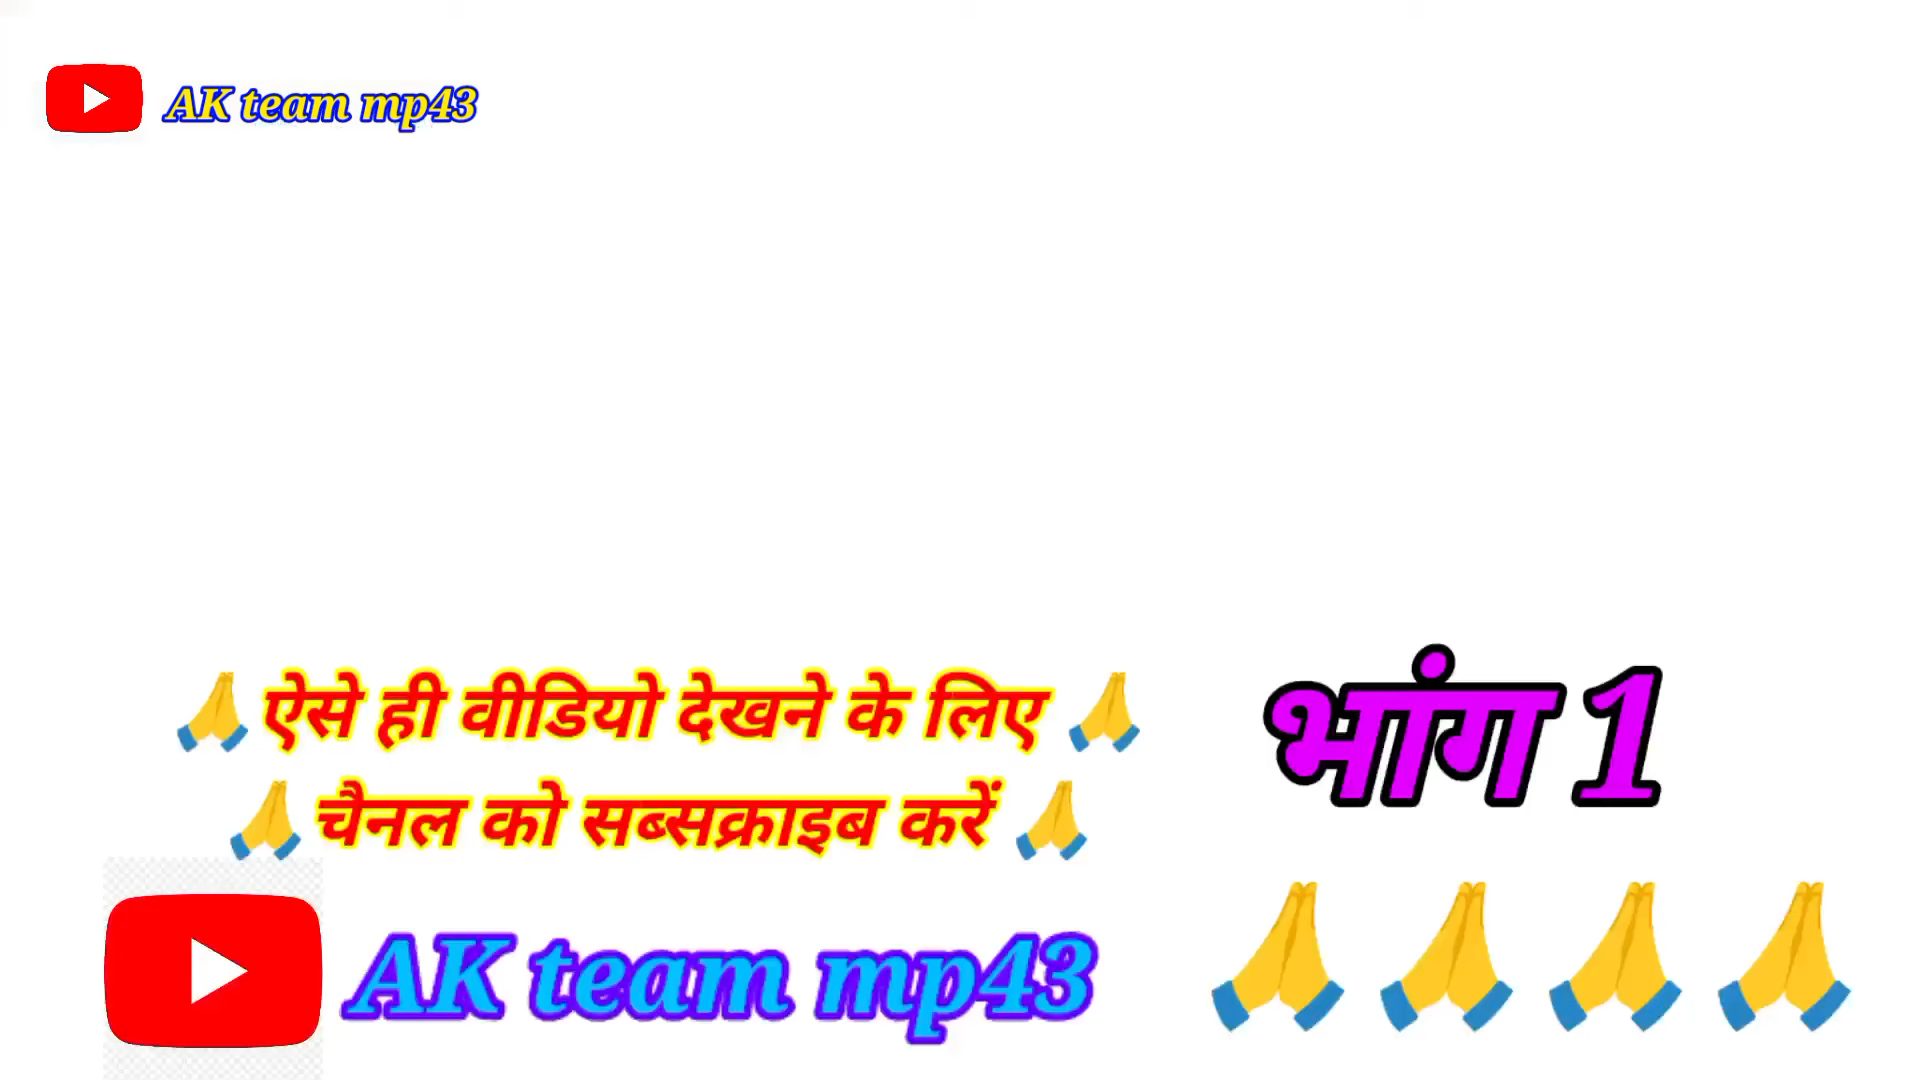 AK team mp43
🙏 ऐसे ही वीडियो देखने के लिए 🙏
🙏 चैनल को सब्सक्राइब करें 🙏
AK team mp43
भांग 1
🙏 🙏 🙏 🙏